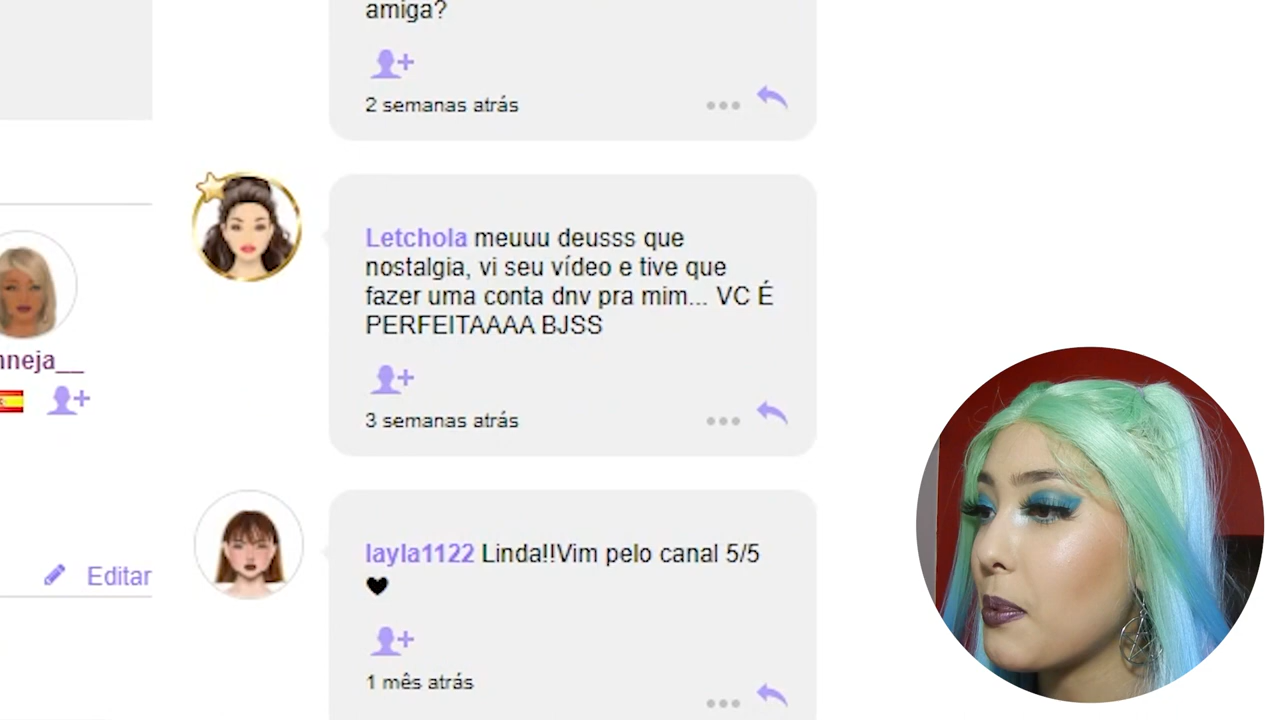 amiga?
2 semanas atrás
Letchola meuuu deusss que
nostalgia, vi seu vídeo e tive que
fazer uma conta dnv pra mim... VC É
PERFEITAAAA BJSS
3 semanas atrás
nneja__
Editar
layla1122 Linda!!Vim pelo canal 5/5
🖤
1 mês atrás